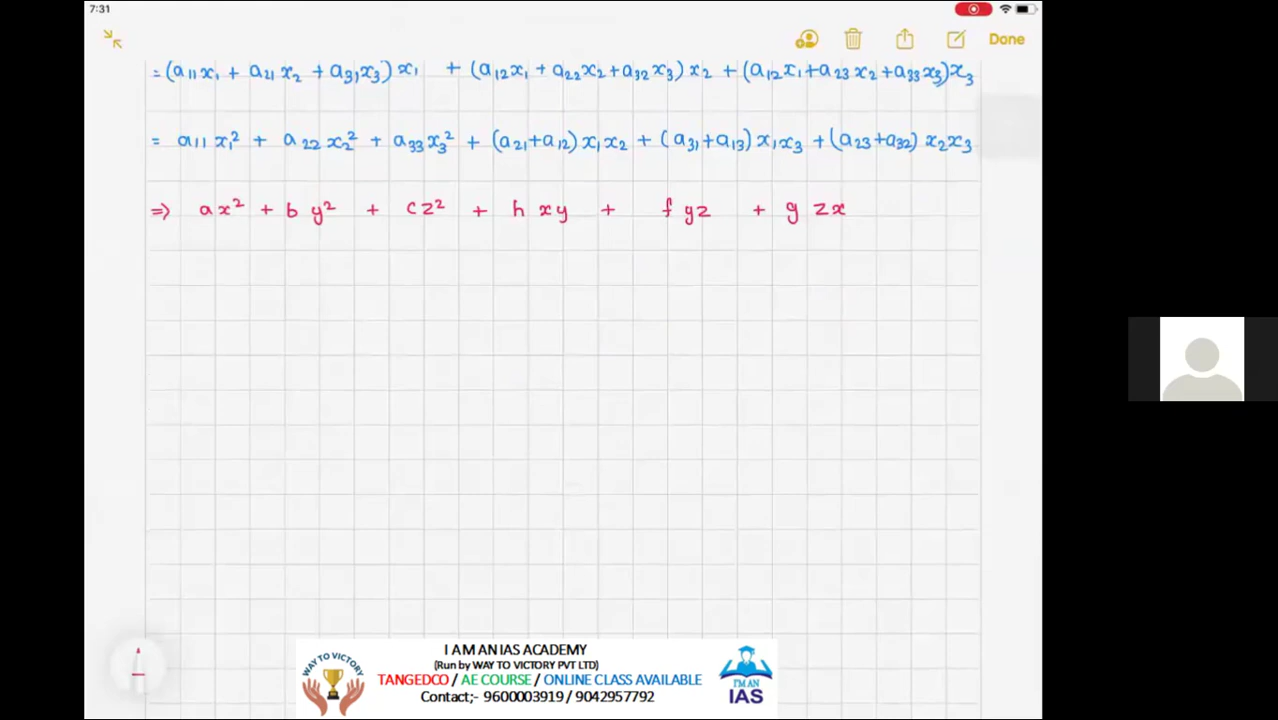 7:31
Done
=(a₁₁x₁ + a₂₁x₂ + a₃₁x₃)x₁ + (a₁₂x₁ + a₂₂x₂ + a₃₂x₃)x₂ + (a₁₂x₁+a₂₃x₂+a₃₃x₃)x₃
= a₁₁x₁² + a₂₂x₂² + a₃₃x₃² + (a₂₁+a₁₂)x₁x₂ + (a₃₁+a₁₃)x₁x₃ + (a₂₃+a₃₂)x₂x₃
⇒ ax² + by² + cz² + hxy + fyz + gzx
WAY TO VICTORY
I AM AN IAS ACADEMY
(Run by WAY TO VICTORY PVT LTD)
TANGEDCO / AE COURSE / ONLINE CLASS AVAILABLE
Contact;- 9600003919 / 9042957792
I'M AN
IAS